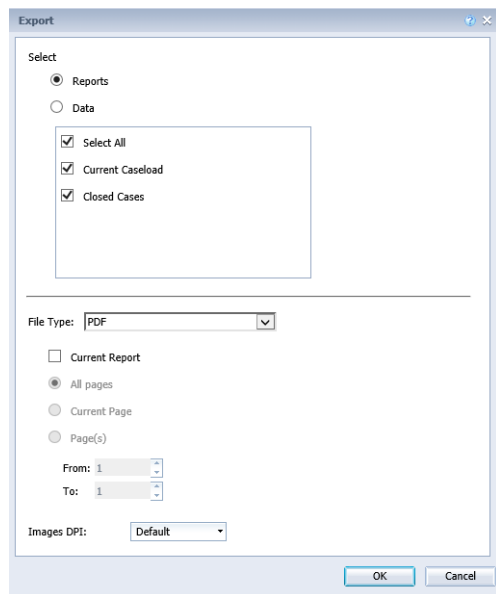 Export
Select
Reports
Data
Select All
Current Caseload
Closed Cases
File Type: PDF
Current Report
All pages
Current Page
Page(s)
From: 1
To: 1
Images DPI: Default
OK Cancel